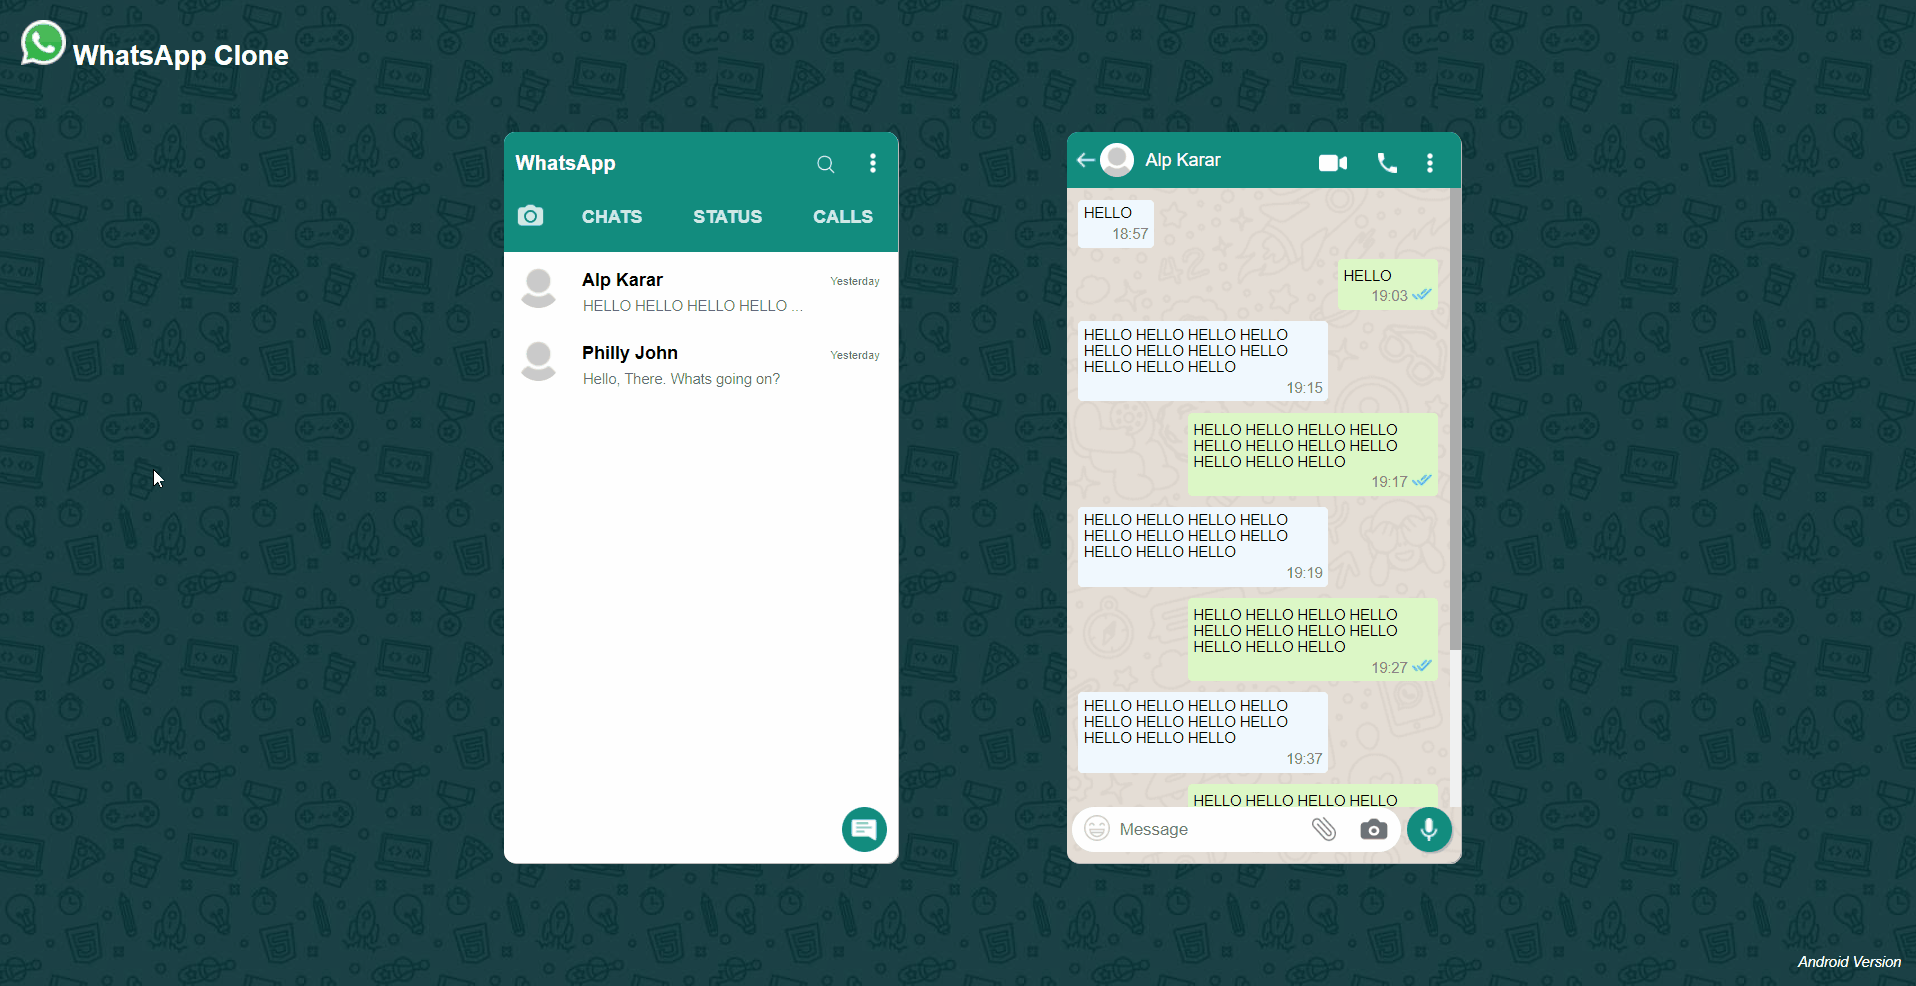 WhatsApp Clone
WhatsApp
CHATS STATUS CALLS
Alp Karar Yesterday
HELLO HELLO HELLO HELLO ...
Philly John Yesterday
Hello, There. Whats going on?
Alp Karar
HELLO
18:57
HELLO
19:03
HELLO HELLO HELLO HELLO
HELLO HELLO HELLO HELLO
HELLO HELLO HELLO
19:15
HELLO HELLO HELLO HELLO
HELLO HELLO HELLO HELLO
HELLO HELLO HELLO
19:17
HELLO HELLO HELLO HELLO
HELLO HELLO HELLO HELLO
HELLO HELLO HELLO
19:19
HELLO HELLO HELLO HELLO
HELLO HELLO HELLO HELLO
HELLO HELLO HELLO
19:27
HELLO HELLO HELLO HELLO
HELLO HELLO HELLO HELLO
HELLO HELLO HELLO
19:37
HELLO HELLO HELLO HELLO
Message
Android Version